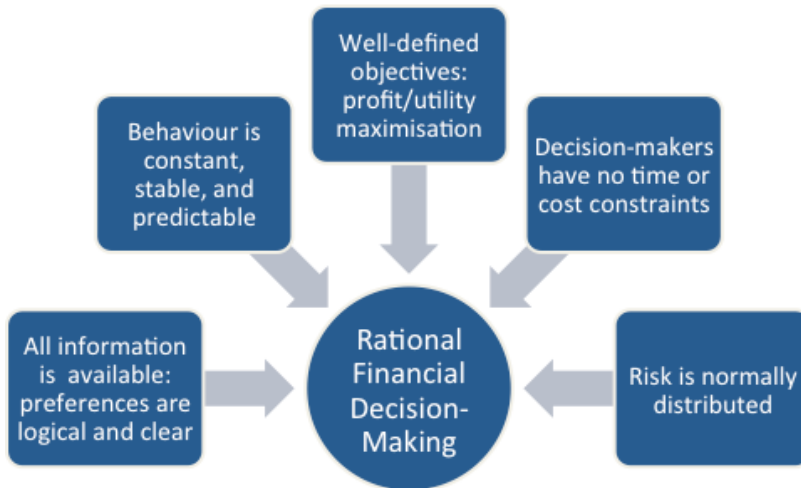 Well-defined
objectives:
profit/utility
maximisation
Behaviour is
constant,
stable, and
predictable
Decision-makers
have no time or
cost constraints
All information
is available:
preferences are
logical and clear
Rational
Financial
Decision-
Making
Risk is normally
distributed